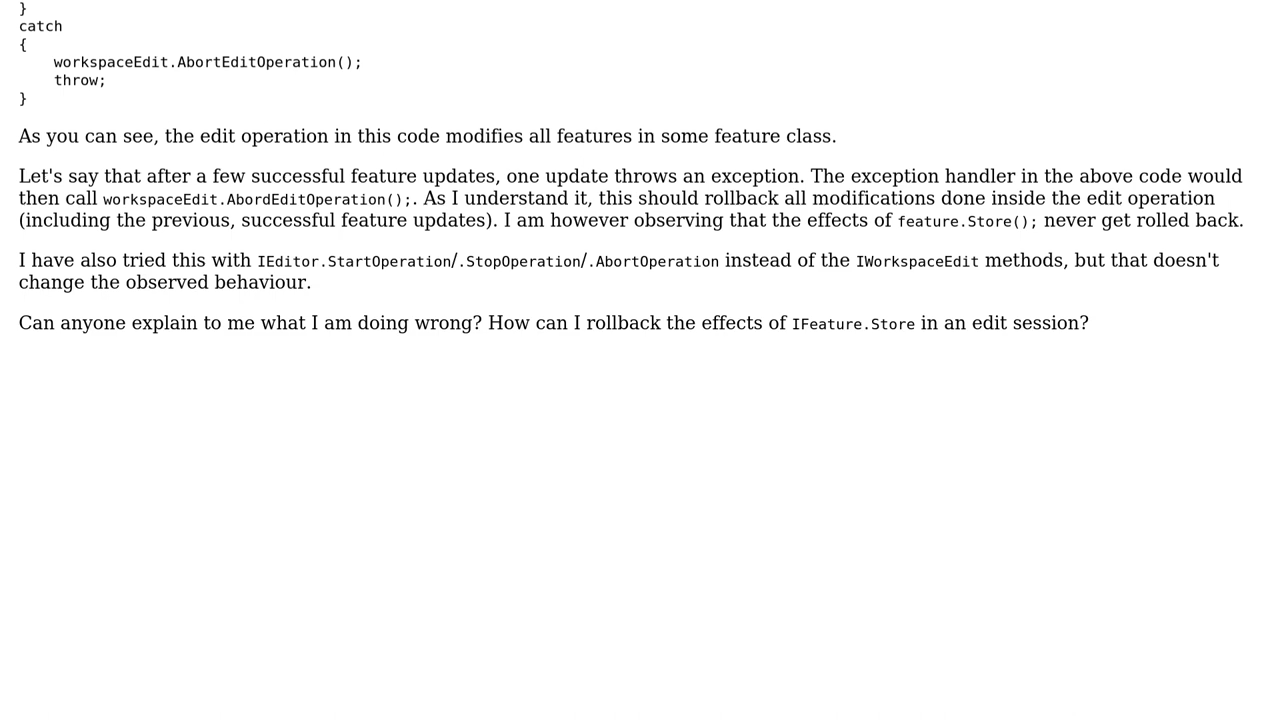 }
catch
{
    workspaceEdit.AbortEditOperation();
    throw;
}
As you can see, the edit operation in this code modifies all features in some feature class.
Let's say that after a few successful feature updates, one update throws an exception. The exception handler in the above code would
then call workspaceEdit.AbordEditOperation();. As I understand it, this should rollback all modifications done inside the edit operation
(including the previous, successful feature updates). I am however observing that the effects of feature.Store(); never get rolled back.
I have also tried this with IEditor.StartOperation/.StopOperation/.AbortOperation instead of the IWorkspaceEdit methods, but that doesn't
change the observed behaviour.
Can anyone explain to me what I am doing wrong? How can I rollback the effects of IFeature.Store in an edit session?